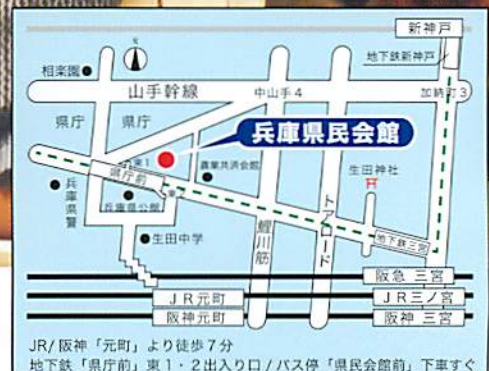 新神戸
地下鉄新神戸
N
相楽園
山手幹線
中山手4
加納町3
県庁
県庁
兵庫県民会館
東1
県庁前
東2
農業共済会館
生田神社
兵庫県警
兵庫県公館
生田中学
鯉川筋
トアロード
地下鉄三宮
阪急 三宮
JR元町
JR三ノ宮
阪神元町
阪神 三宮
JR/阪神「元町」より徒歩7分
地下鉄「県庁前」東1・2出入り口/バス停「県民会館前」下車すぐ